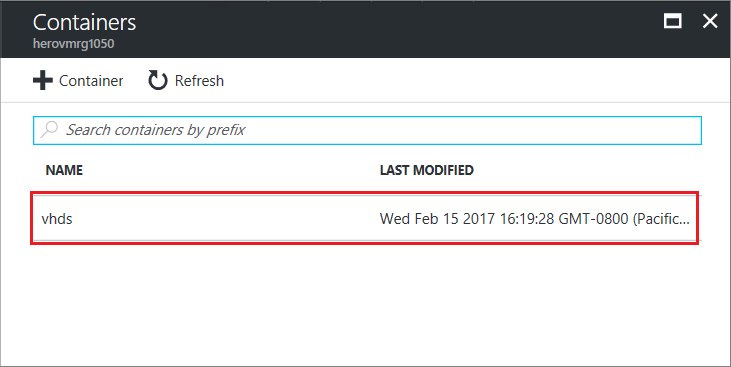 Containers
herovmrg1050
Container Refresh
Search containers by prefix
NAME LAST MODIFIED
vhds Wed Feb 15 2017 16:19:28 GMT-0800 (Pacific...